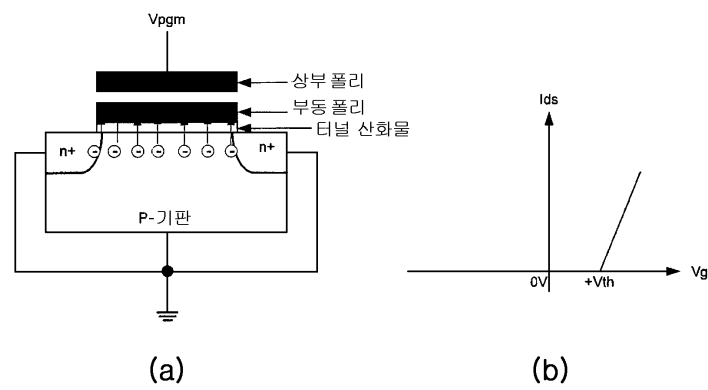 Vpgm
상부 폴리
부동 폴리
터널 산화물
n+
n+
P-기판
(a)
Ids
0V
+Vth
Vg
(b)